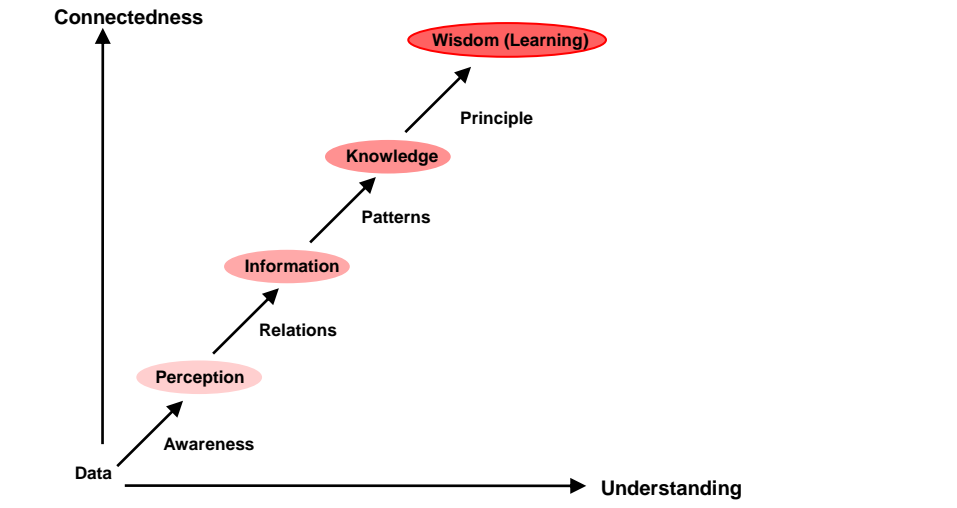 Connectedness
Wisdom (Learning)
Principle
Knowledge
Patterns
Information
Relations
Perception
Awareness
Data
Understanding